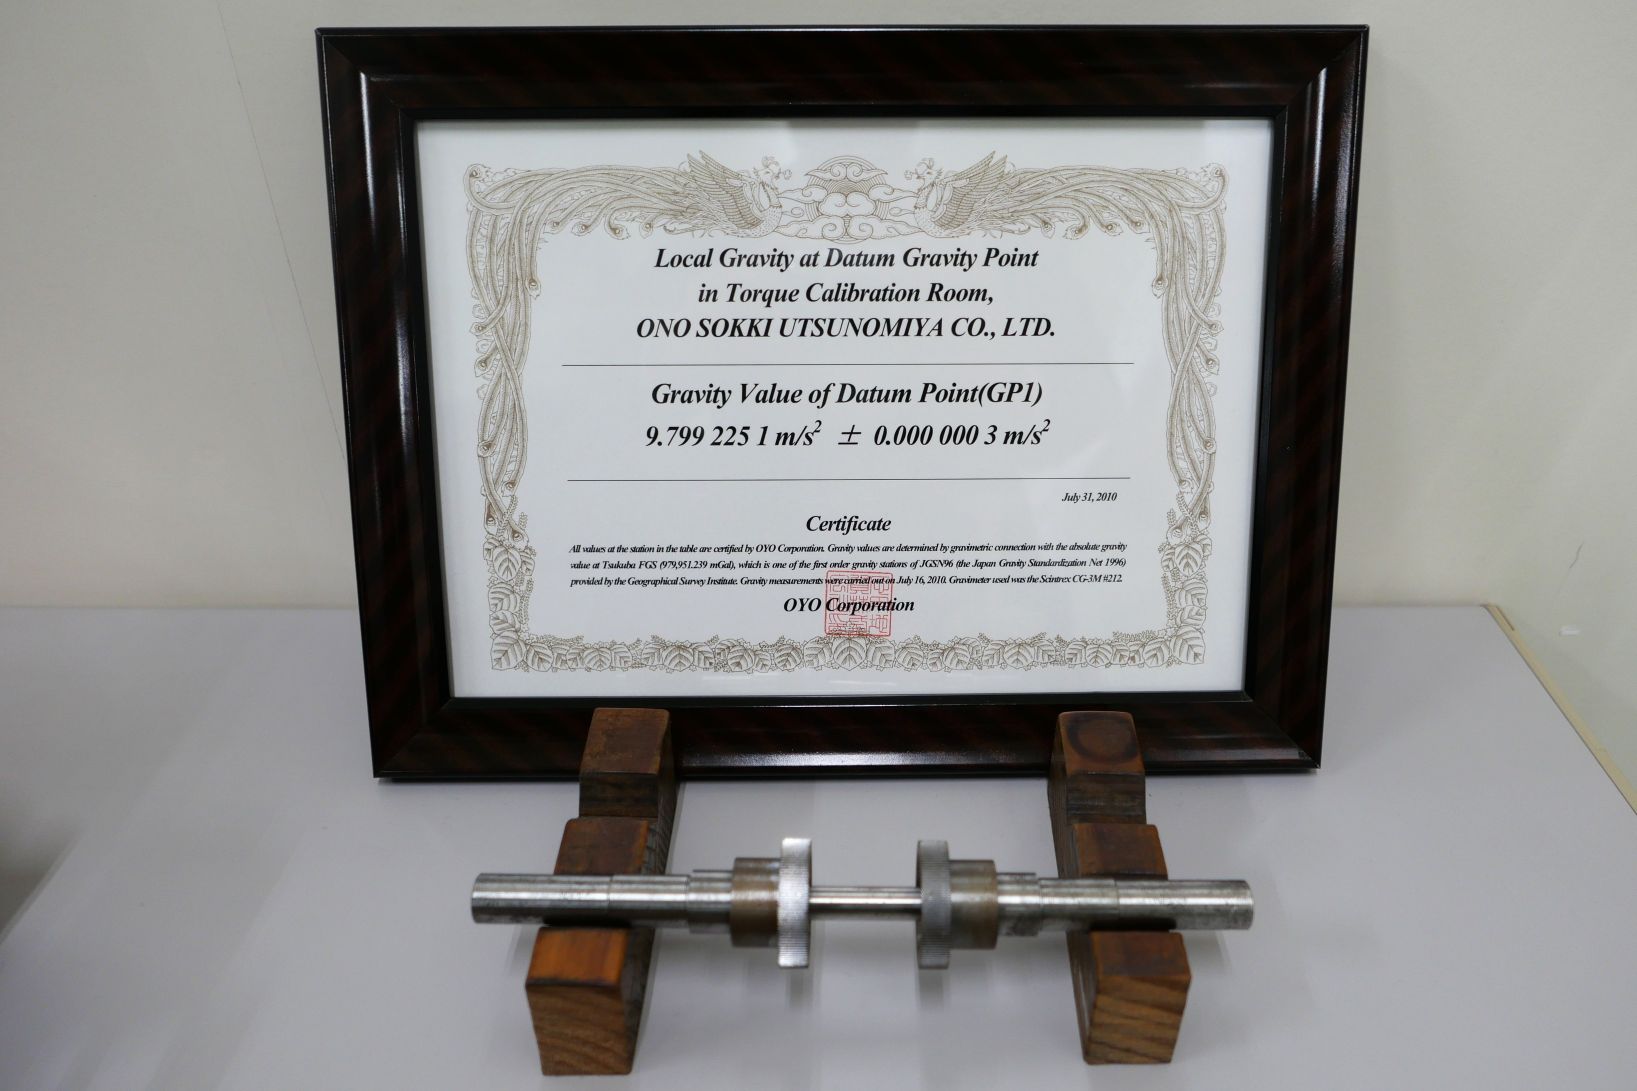 Local Gravity at Datum Gravity Point
in Torque Calibration Room,
ONO SOKKI UTSUNOMIYA CO., LTD.
Gravity Value of Datum Point(GP1)
9.799 225 1 m/s² ± 0.000 000 3 m/s²
July 31, 2010
Certificate
All values at the station in the table are certified by OYO Corporation. Gravity values are determined by gravimetric connection with the absolute gravity
value at Tsukuba FGS (979,951.239 mGal), which is one of the first order gravity stations of JGSN96 (the Japan Gravity Standardization Net 1996)
provided by the Geographical Survey Institute. Gravity measurements were carried out on July 16, 2010. Gravimeter used was the Scintrex CG-3M #212.
OYO Corporation